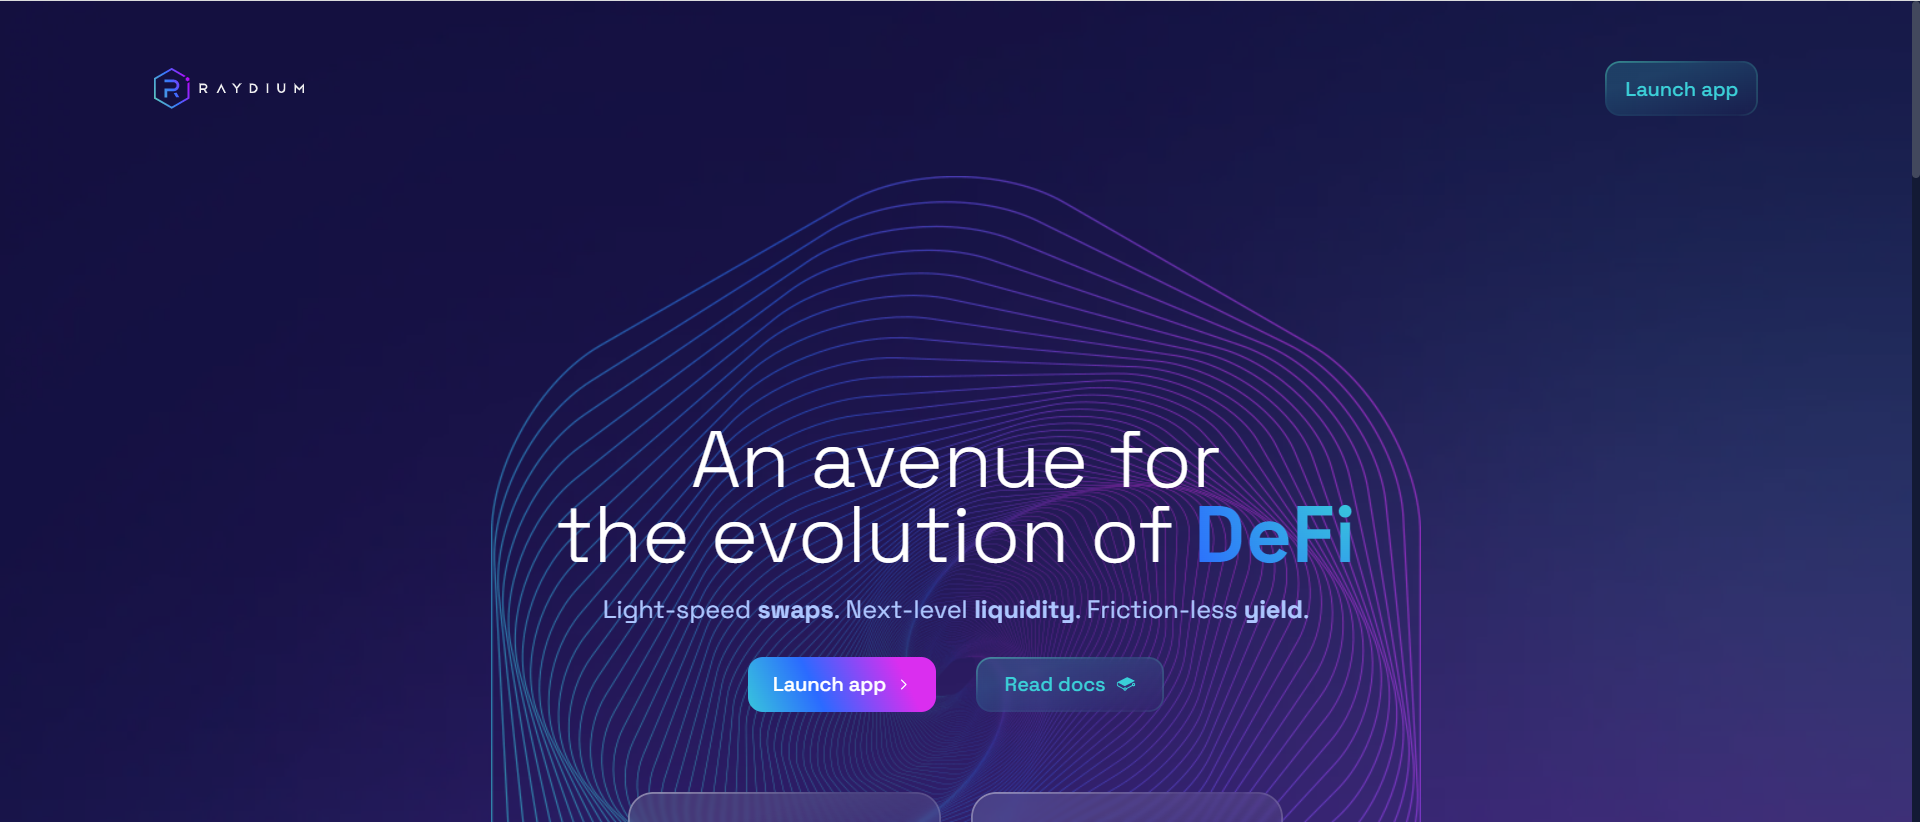 RAYDIUM
Launch app
An avenue for
the evolution of DeFi
Light-speed swaps. Next-level liquidity. Friction-less yield.
Launch app
Read docs